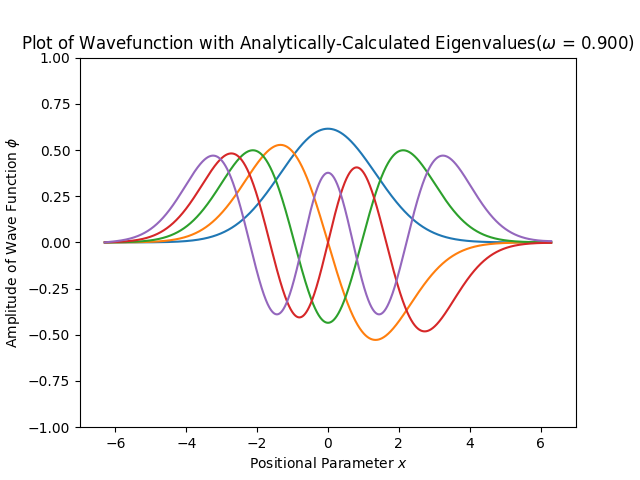 Plot of Wavefunction with Analytically-Calculated Eigenvalues(ω = 0.900)
1.00
0.75
0.50
0.25
0.00
−0.25
−0.50
−0.75
−1.00
Amplitude of Wave Function ϕ
−6 −4 −2 0 2 4 6
Positional Parameter x